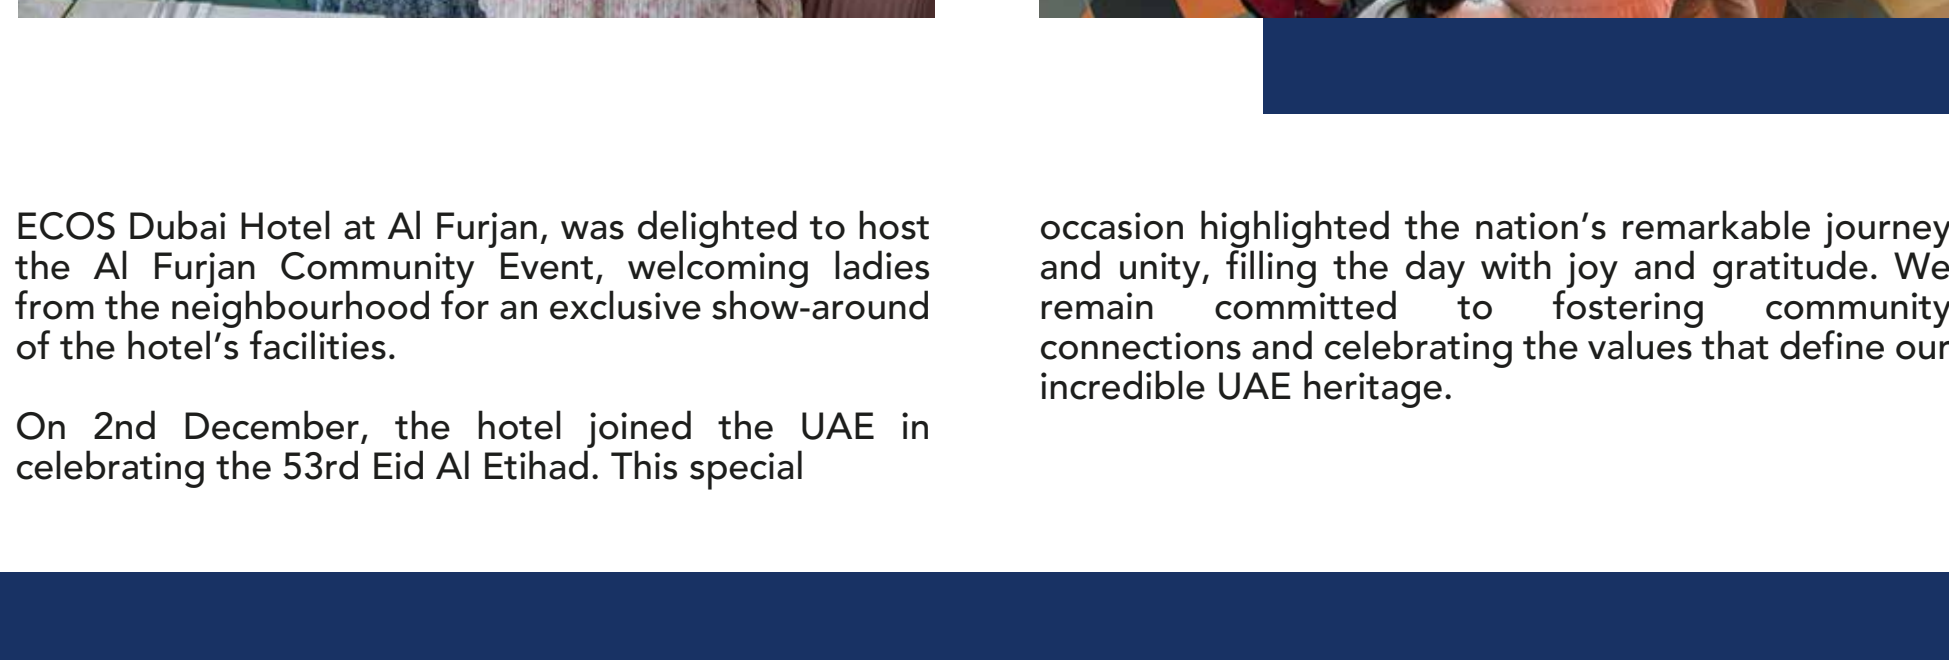 ECOS Dubai Hotel at Al Furjan, was delighted to host
the Al Furjan Community Event, welcoming ladies
from the neighbourhood for an exclusive show-around
of the hotel’s facilities.
On 2nd December, the hotel joined the UAE in
celebrating the 53rd Eid Al Etihad. This special
occasion highlighted the nation’s remarkable journey
and unity, filling the day with joy and gratitude. We
remain committed to fostering community
connections and celebrating the values that define our
incredible UAE heritage.